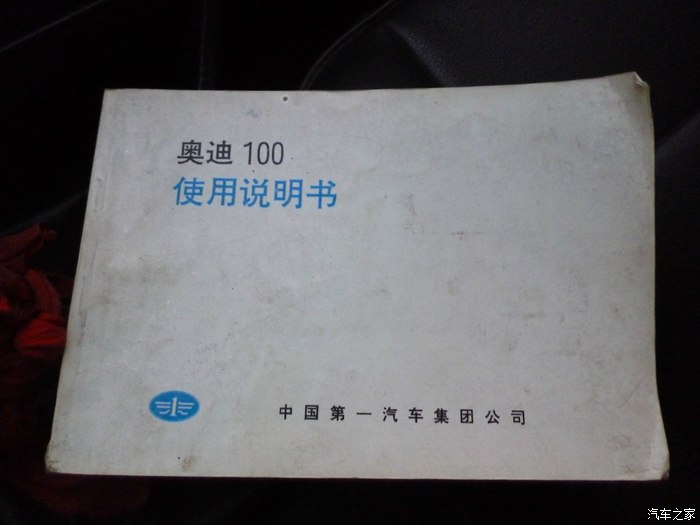 奥迪 100
使用说明书
中国第一汽车集团公司
汽车之家